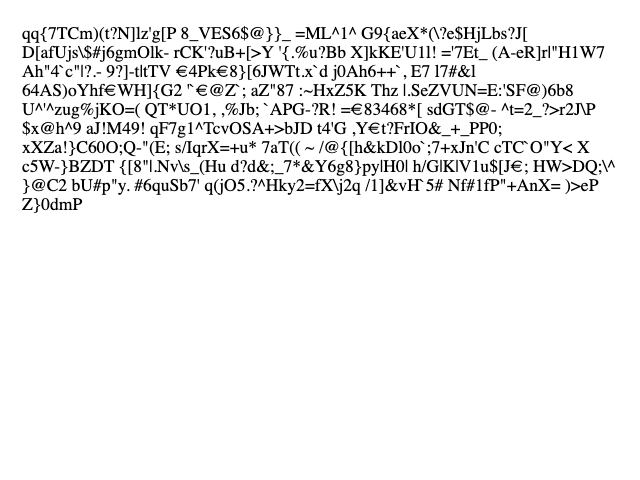 qq{7TCm)(t?N]lz'g[P 8_VES6$@}}_ =ML^1^ G9{aeX*(\?e$HjLbs?J[
D[afUjs\$#j6gmOlk- rCK'?uB+[>Y '{.%u?Bb X]kKE'U1l! ='7Et_ (A-eR]r|"H1W7
Ah"4`c"|?.- 9?]-t|tTV €4Pk€8}[6JWTt.x`d j0Ah6++`, E7 l7#&l
64AS)oYhf€WH]{G2 "`€@Z`; aZ"87 :~HxZ5K Thz |.SeZVUN=E:'SF@)6b8
U^'^zug%jKO=( QT*UO1, ,%Jb; `APG-?R! =€83468*[ sdGT$@- ^t=2_?>r2J\P
$x@h^9 aJ!M49! qF7g1^TcvOSA+>bJD t4'G ,Y€t?FrIO&_+_PP0;
xXZa!}C60O;Q-"(E; s/IqrX=+u* 7aT(( ~ /@{[h&kDl0o`;7+xJn'C cTC`O"Y< X
c5W-}BZDT {[8"|.Nv\s_(Hu d?d&;_7*&Y6g8}py|H0| h/G|K|V1u$[J€; HW>DQ;\^
}@C2 bU#p"y. #6quSb7' q(jO5.?^Hky2=fX\j2q /1]&vH`5# Nf#1fP"+AnX= )>eP
Z}0dmP